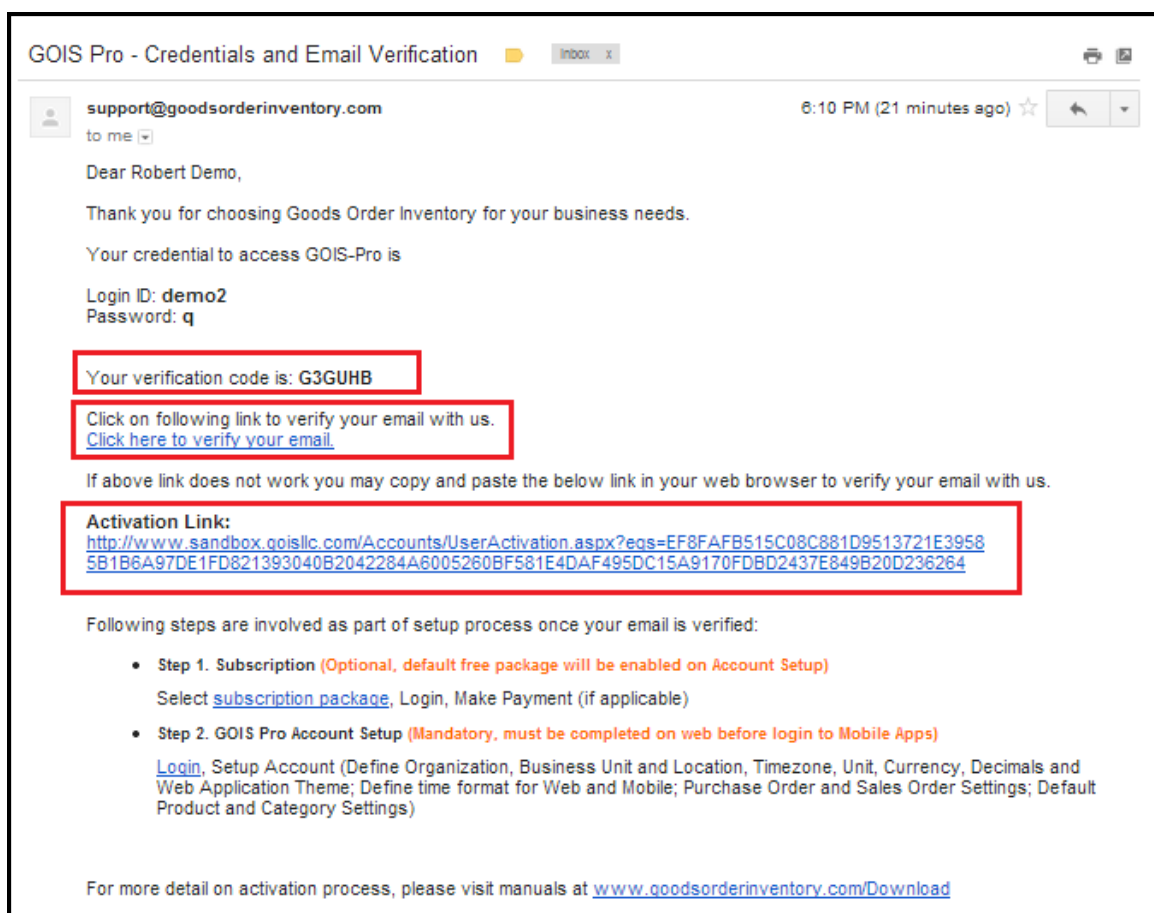 GOIS Pro - Credentials and Email Verification
Inbox x
support@goodsorderinventory.com
6:10 PM (21 minutes ago)
to me
Dear Robert Demo,
Thank you for choosing Goods Order Inventory for your business needs.
Your credential to access GOIS-Pro is
Login ID: demo2
Password: q
Your verification code is: G3GUHB
Click on following link to verify your email with us.
Click here to verify your email.
If above link does not work you may copy and paste the below link in your web browser to verify your email with us.
Activation Link:
http://www.sandbox.goisllc.com/Accounts/UserActivation.aspx?eqs=EF8FAFB515C08C881D9513721E3958
5B1B6A97DE1FD821393040B2042284A6005260BF581E4DAF495DC15A9170FDBD2437E849B20D236264
Following steps are involved as part of setup process once your email is verified:
• Step 1. Subscription (Optional, default free package will be enabled on Account Setup)
Select subscription package, Login, Make Payment (if applicable)
• Step 2. GOIS Pro Account Setup (Mandatory, must be completed on web before login to Mobile Apps)
Login, Setup Account (Define Organization, Business Unit and Location, Timezone, Unit, Currency, Decimals and
Web Application Theme; Define time format for Web and Mobile; Purchase Order and Sales Order Settings; Default
Product and Category Settings)
For more detail on activation process, please visit manuals at www.goodsorderinventory.com/Download